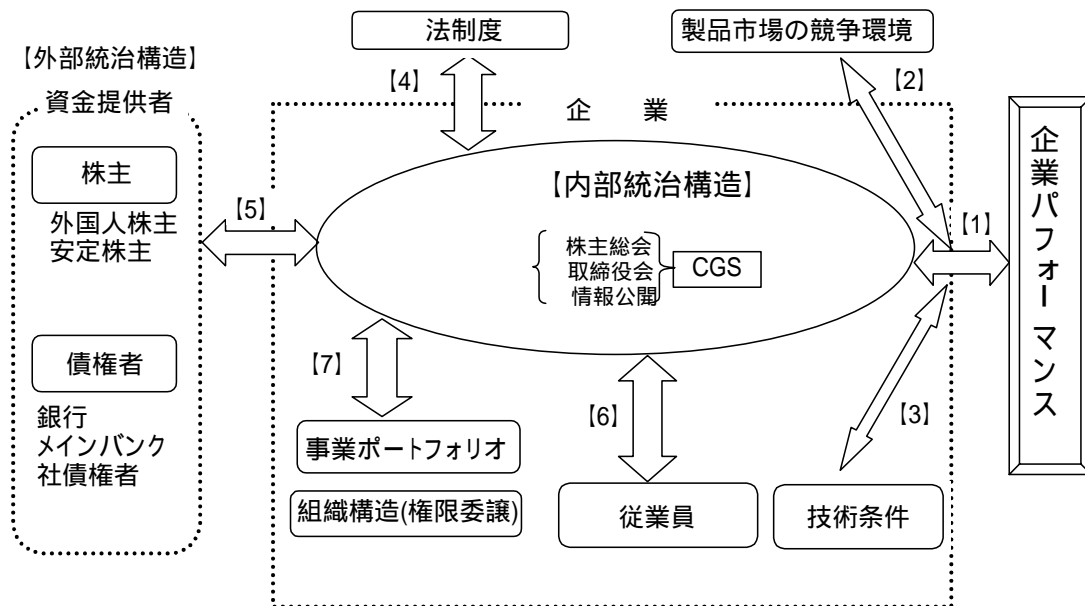 法制度
製品市場の競争環境
【外部統治構造】
資金提供者
【4】
【2】
企　業
株主
外国人株主
安定株主
【5】
【内部統治構造】
株主総会
取締役会
情報公開
CGS
【1】
企業パフォーマンス
債権者
銀行
メインバンク
社債権者
【7】
【6】
【3】
事業ポートフォリオ
組織構造(権限委譲)
従業員
技術条件